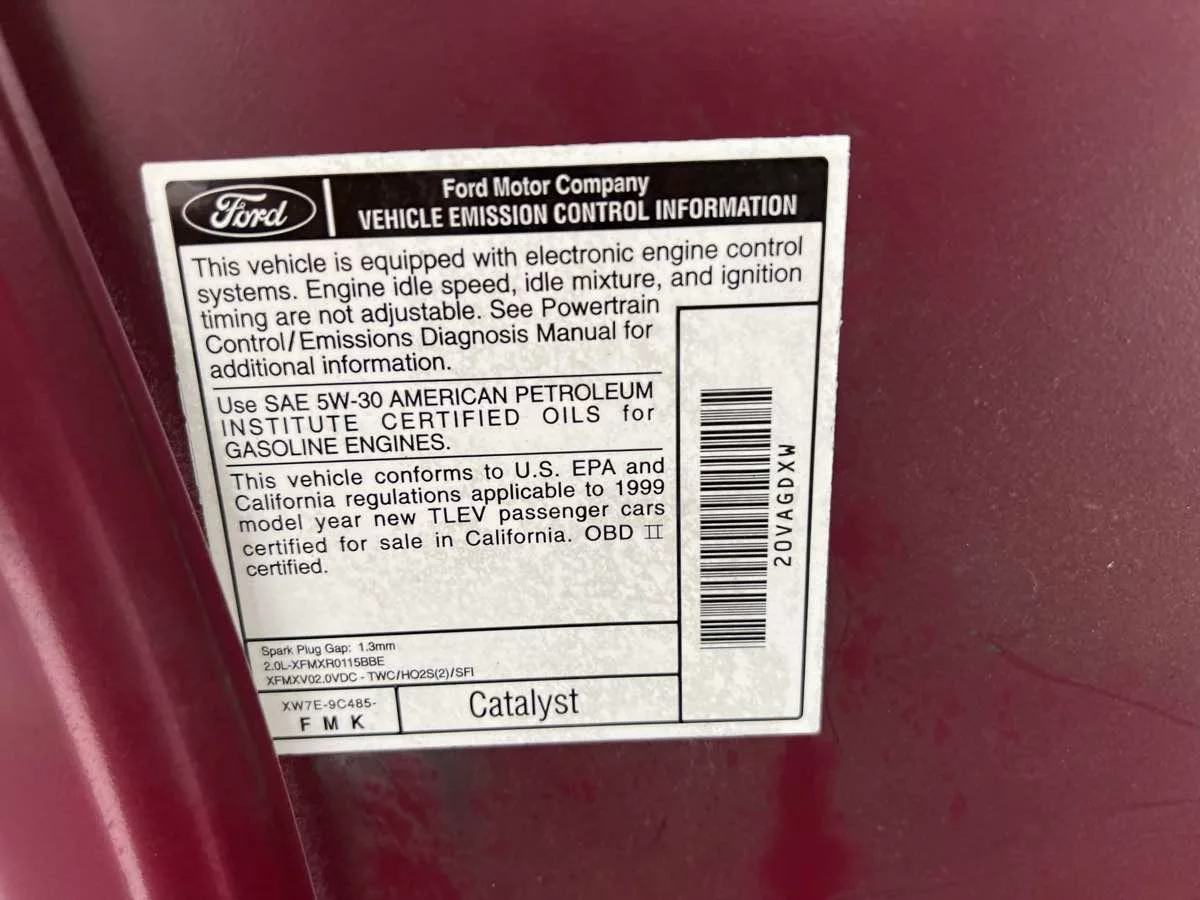 Ford
Ford Motor Company
VEHICLE EMISSION CONTROL INFORMATION
This vehicle is equipped with electronic engine control
systems. Engine idle speed, idle mixture, and ignition
timing are not adjustable. See Powertrain
Control/Emissions Diagnosis Manual for
additional information.
Use SAE 5W-30 AMERICAN PETROLEUM
INSTITUTE CERTIFIED OILS for
GASOLINE ENGINES.
This vehicle conforms to U.S. EPA and
California regulations applicable to 1999
model year new TLEV passenger cars
certified for sale in California. OBD II
certified.
Spark Plug Gap: 1.3mm
2.0L-XFMXR0115BBE
XFMXV02.0VDC - TWC/HO2S(2)/SFI
XW7E-9C485-
F M K
Catalyst
20VAGDXW